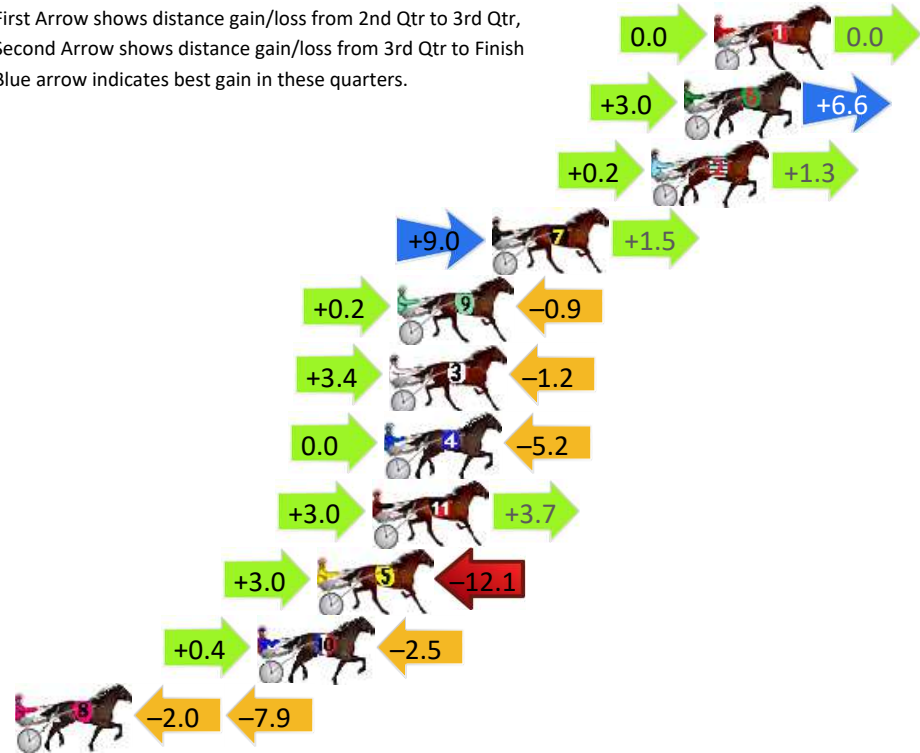 First Arrow shows distance gain/loss from 2nd Qtr to 3rd Qtr,
Second Arrow shows distance gain/loss from 3rd Qtr to Finish
Blue arrow indicates best gain in these quarters.
0.0 1 0.0
+3.0 6 +6.6
+0.2 2 +1.3
+9.0 7 +1.5
+0.2 9 –0.9
+3.4 3 –1.2
0.0 4 –5.2
+3.0 11 +3.7
+3.0 5 –12.1
+0.4 10 –2.5
8 –2.0 –7.9